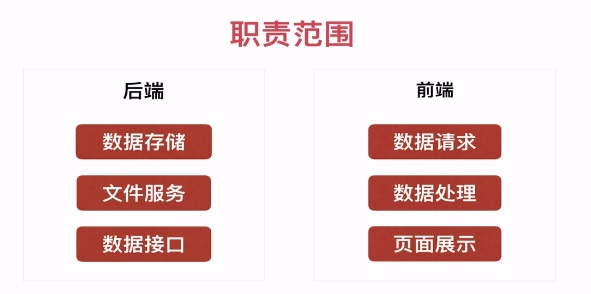 职责范围
后端
数据存储
文件服务
数据接口
前端
数据请求
数据处理
页面展示